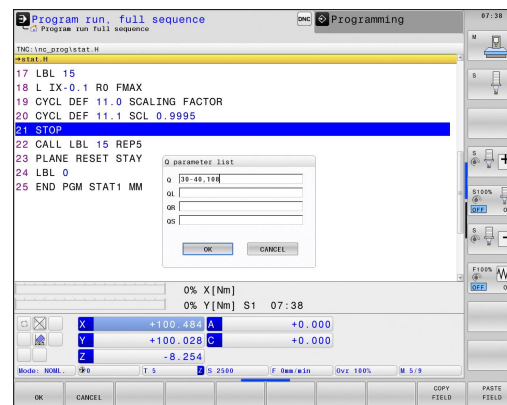 Program run, full sequence
DNC
Programming
07:38
Program run full sequence
TNC:\nc_prog\stat.H
→stat.H
17 LBL 15
18 L IX-0.1 R0 FMAX
19 CYCL DEF 11.0 SCALING FACTOR
20 CYCL DEF 11.1 SCL 0.9995
21 STOP
22 CALL LBL 15 REP5
23 PLANE RESET STAY
24 LBL 0
25 END PGM STAT1 MM
Q parameter list
Q 30-40,108
QL
QR
QS
OK CANCEL
M
S
S
S100%
OFF
S
F100%
OFF
0% X[Nm]
0% Y[Nm] S1 07:38
X +100.484 A +0.000
Y +100.028 C +0.000
Z -8.254
Mode: NOML. 0 T 5 Z S 2500 F 0mm/min Ovr 100% M 5/9
OK
CANCEL
COPY FIELD
PASTE FIELD